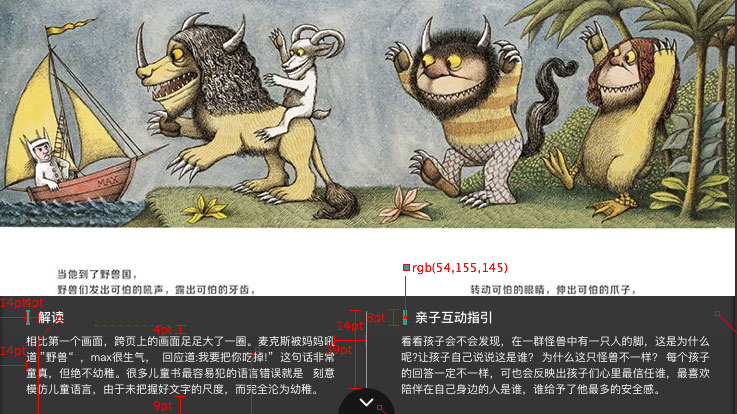 MAX
当他到了野兽国，
野兽们发出可怕的吼声，露出可怕的牙齿，
转动可怕的眼睛，伸出可怕的爪子，
rgb(54,155,145)
14pt
4pt
解读
8pt
亲子互动指引
4pt
14pt
相比第一个画面，跨页上的画面足足大了一圈。麦克斯被妈妈吼
道“野兽“ ，max很生气， 回应道:我要把你吃掉!”这句话非常
童真，但绝不幼稚。很多儿童书最容易犯的语言错误就是 刻意
模仿儿童语言，由于未把握好文字的尺度，而完全沦为幼稚。
14pt
9pt
看看孩子会不会发现，在一群怪兽中有一只人的脚，这是为什么
呢?让孩子自己说说这是谁？ 为什么这只怪兽不一样？ 每个孩子
的回答一定不一样，可也会反映出孩子们心里最信任谁，最喜欢
陪伴在自己身边的人是谁，谁给予了他最多的安全感。